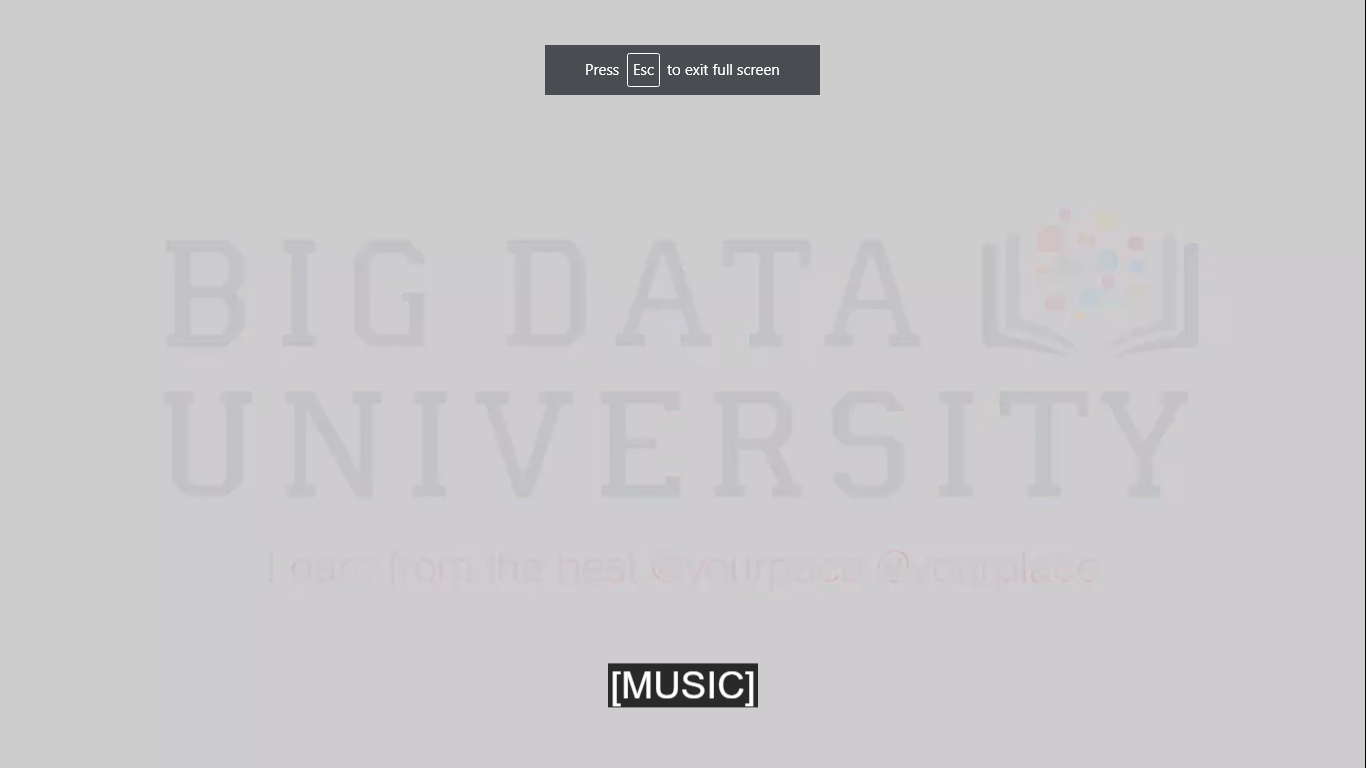 Press Esc to exit full screen
BIG DATA
UNIVERSITY
Learn from the best @yourpace @yourplace
[MUSIC]